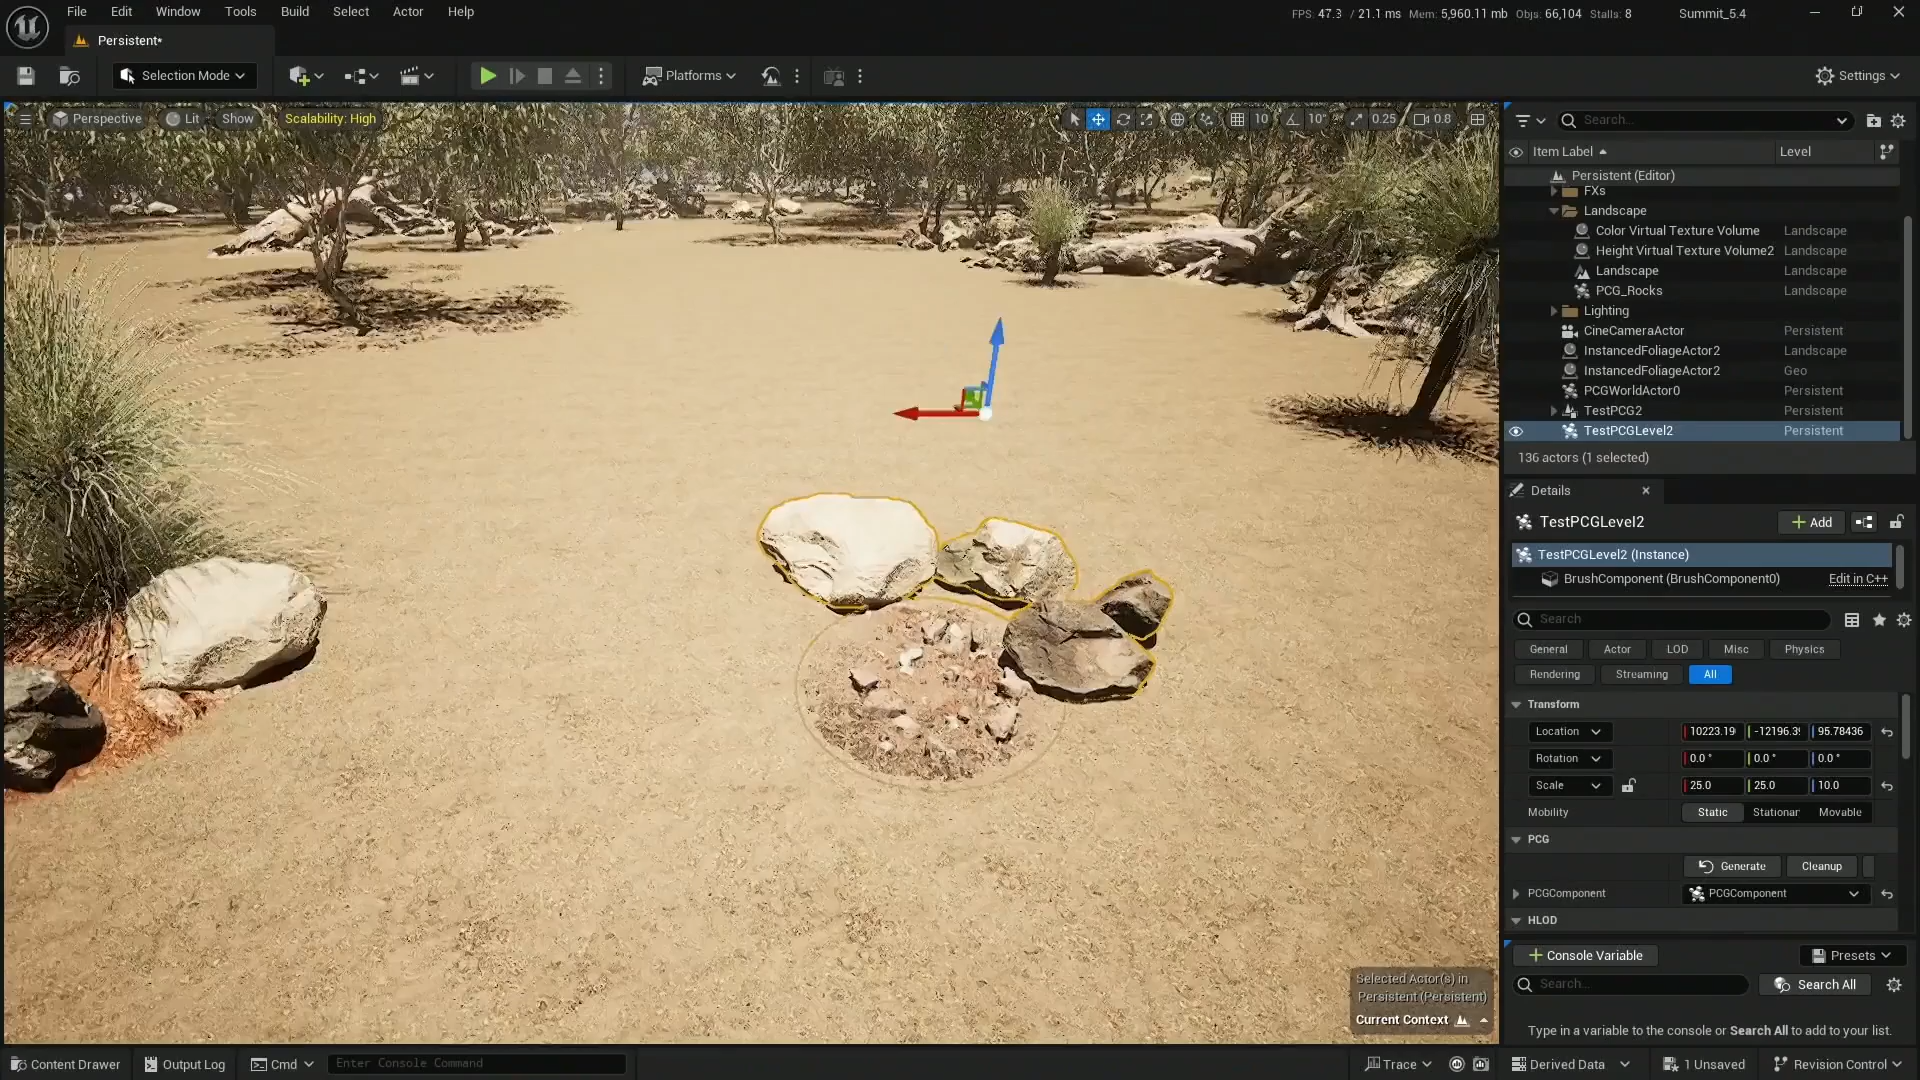 File Edit Window Tools Build Select Actor Help
FPS: 47.3 / 21.1 ms Mem: 5,960.11 mb Objs: 66,104 Stalls: 8 Summit_5.4
Persistent*
Selection Mode Platforms Settings
Perspective Lit Show Scalability: High 10 10° 0.25 0.8
Search...
Item Label Level
Persistent (Editor)
FXs
Landscape
Color Virtual Texture Volume Landscape
Height Virtual Texture Volume2 Landscape
Landscape Landscape
PCG_Rocks Landscape
Lighting
CineCameraActor Persistent
InstancedFoliageActor2 Landscape
InstancedFoliageActor2 Geo
PCGWorldActor0 Persistent
TestPCG2 Persistent
TestPCGLevel2 Persistent
136 actors (1 selected)
Details
TestPCGLevel2 Add
TestPCGLevel2 (Instance)
BrushComponent (BrushComponent0) Edit in C++
Search
General Actor LOD Misc Physics
Rendering Streaming All
Transform
Location 10223.19 -12196.39 95.78436
Rotation 0.0 ° 0.0 ° 0.0 °
Scale 25.0 25.0 10.0
Mobility Static Stationar Movable
PCG
Generate Cleanup
PCGComponent PCGComponent
HLOD
Console Variable Presets
Search... Search All
Type in a variable to the console or Search All to add to your list.
Selected Actor(s) in
Persistent (Persistent)
Current Context
Content Drawer Output Log Cmd Enter Console Command Trace Derived Data 1 Unsaved Revision Control